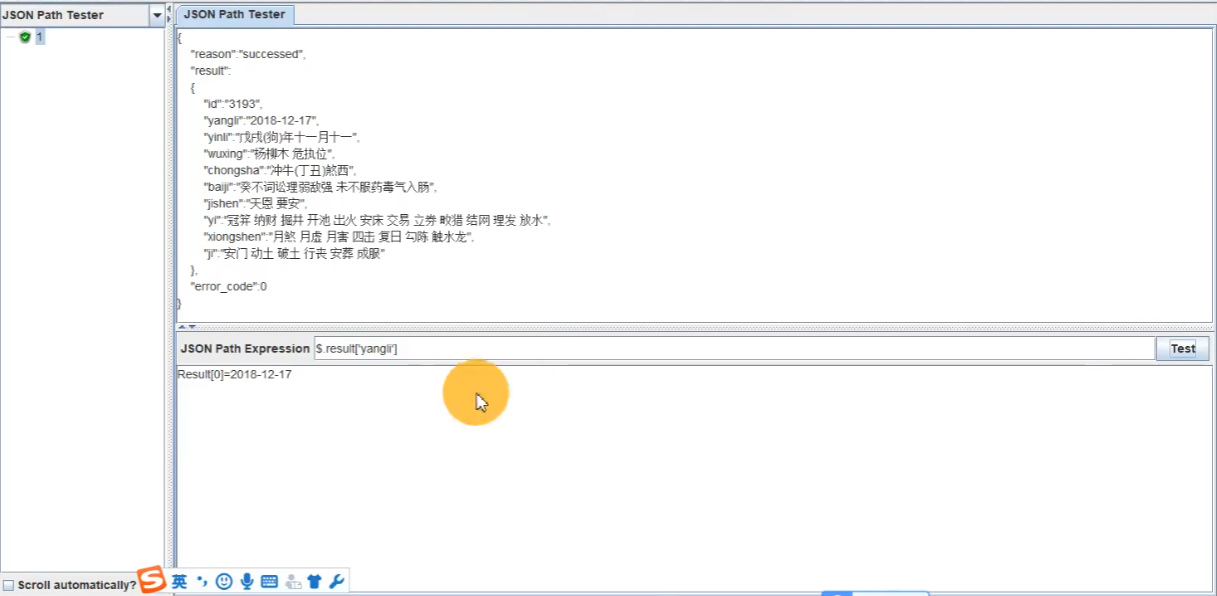 JSON Path Tester
JSON Path Tester
1
{
"reason":"successed",
"result":
{
"id":"3193",
"yangli":"2018-12-17",
"yinli":"戊戌(狗)年十一月十一",
"wuxing":"杨柳木 危执位",
"chongsha":"冲牛(丁丑)煞西",
"baiji":"癸不词讼理弱敌强 未不服药毒气入肠",
"jishen":"天恩 要安",
"yi":"冠笄 纳财 掘井 开池 出火 安床 交易 立券 畋猎 结网 理发 放水",
"xiongshen":"月煞 月虚 月害 四击 复日 勾陈 触水龙",
"ji":"安门 动土 破土 行丧 安葬 成服"
},
"error_code":0
}
JSON Path Expression $.result['yangli'] Test
Result[0]=2018-12-17
Scroll automatically?
S 英